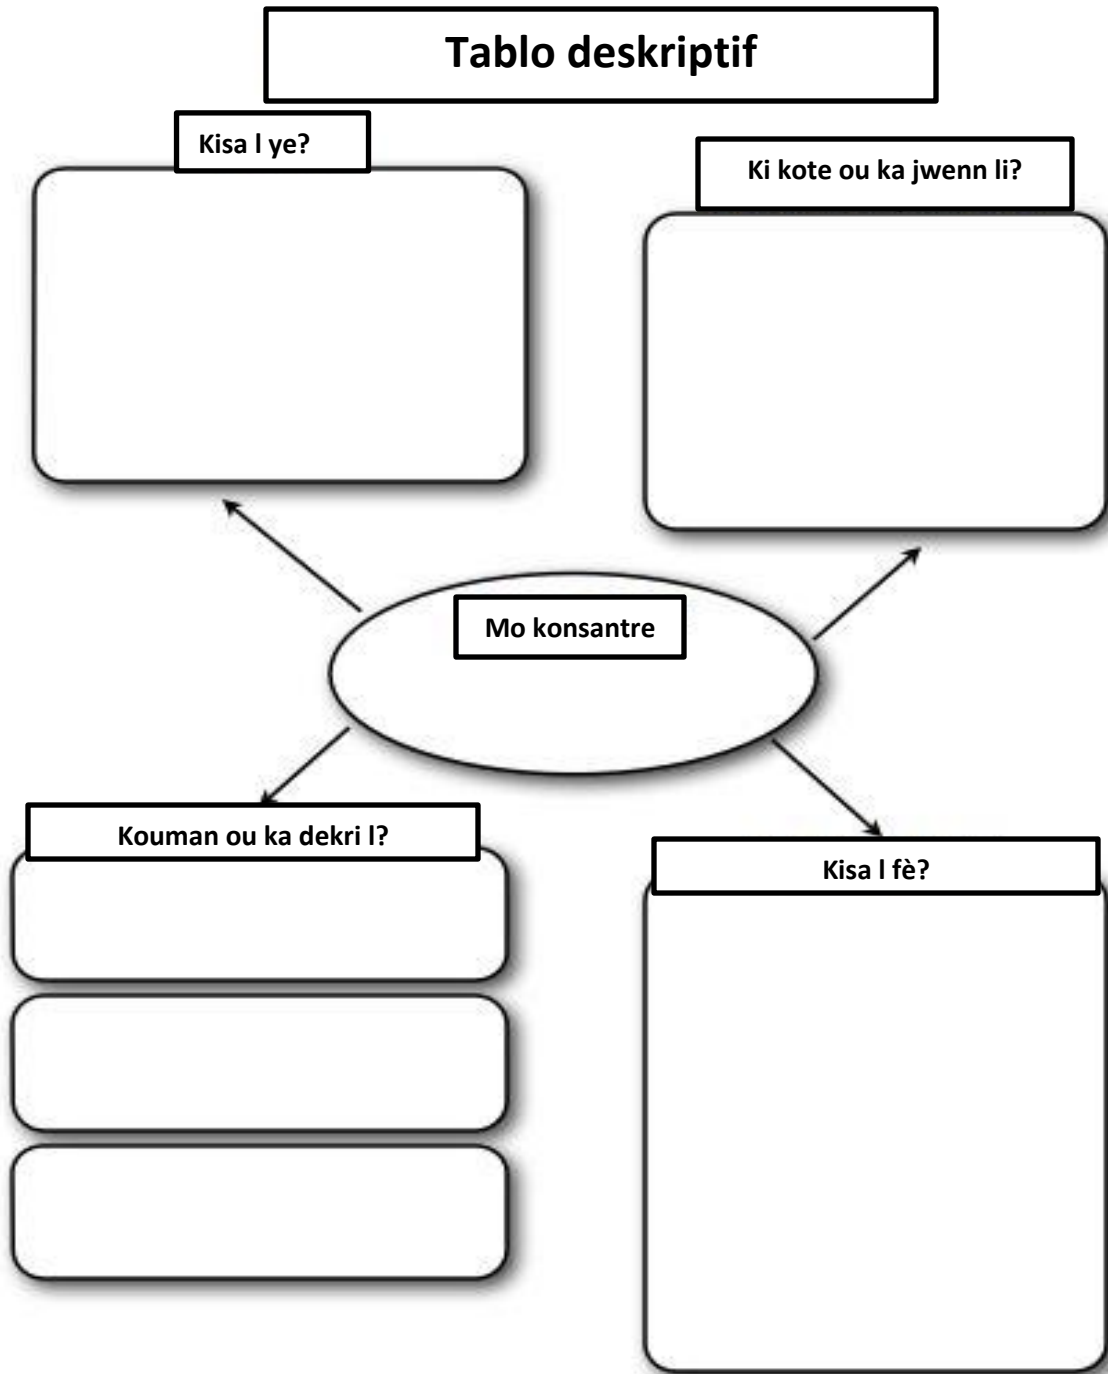 Tablo deskriptif
Kisa l ye?
Ki kote ou ka jwenn li?
Mo konsantre
Kouman ou ka dekri l?
Kisa l fè?